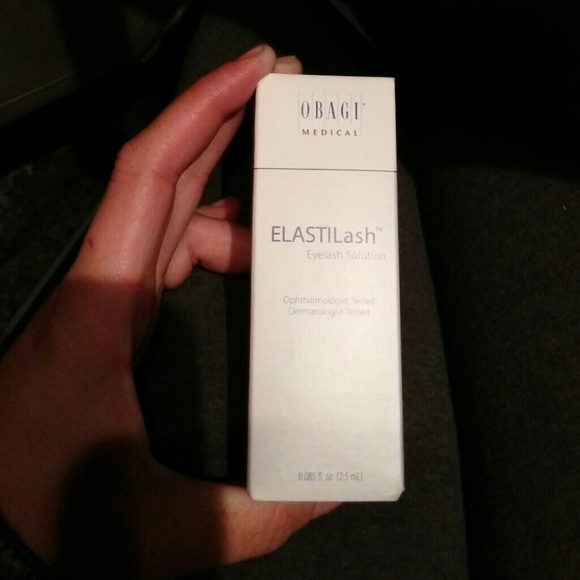 OBAGI®
MEDICAL
ELASTILash™
Eyelash Solution
Ophthalmologist Tested
Dermatologist Tested
0.085 fl. oz. (2.5 mL)